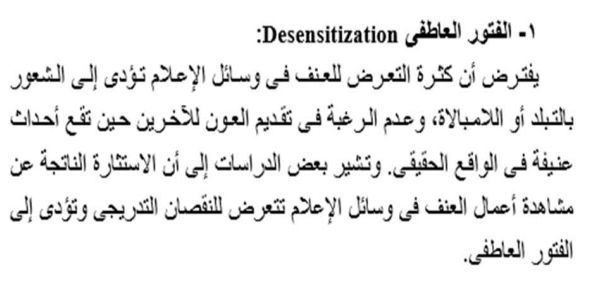 ١- الفتور العاطفى Desensitization:
يفترض أن كثرة التعرض للعنف فى وسائل الإعلام تؤدى إلى الشعور
بالتبلد أو اللامبالاة، وعدم الرغبة فى تقديم العون للآخرين حين تقع أحداث
عنيفة فى الواقع الحقيقى. وتشير بعض الدراسات إلى أن الاستثارة الناتجة عن
مشاهدة أعمال العنف فى وسائل الإعلام تتعرض للنقصان التدريجى وتؤدى إلى
الفتور العاطفى.